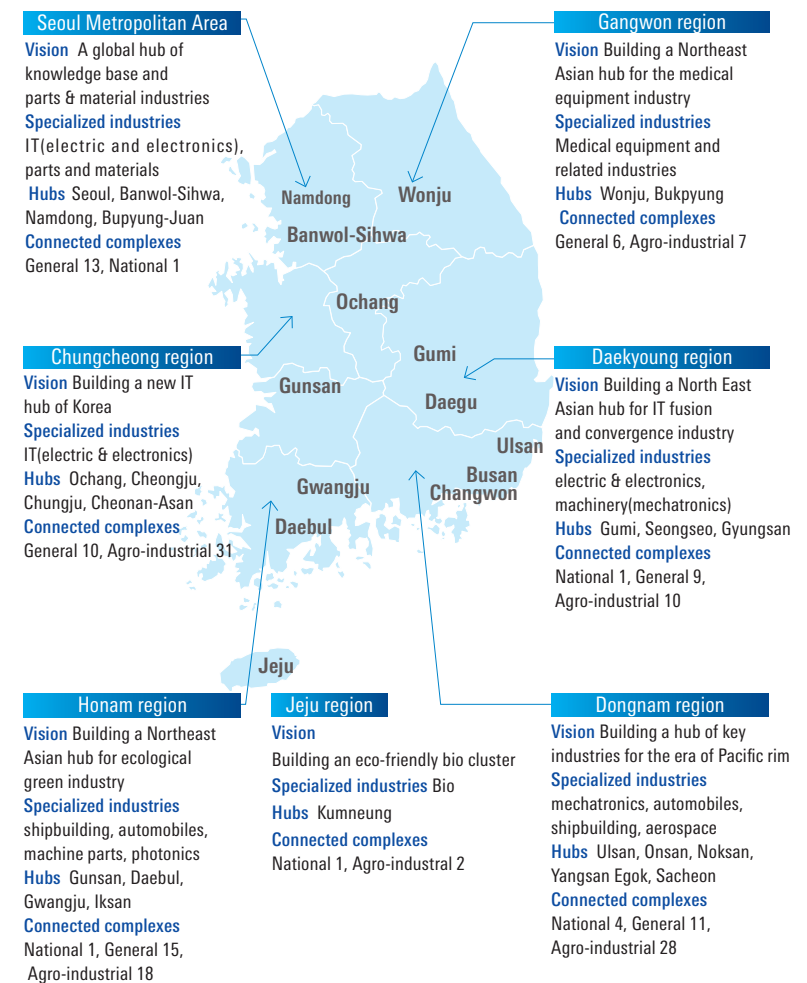 Seoul Metropolitan Area
Vision A global hub of
knowledge base and
parts & material industries
Specialized industries
IT(electric and electronics),
parts and materials
Hubs Seoul, Banwol-Sihwa,
Namdong, Bupyung-Juan
Connected complexes
General 13, National 1
Gangwon region
Vision Building a Northeast
Asian hub for the medical
equipment industry
Specialized industries
Medical equipment and
related industries
Hubs Wonju, Bukpyung
Connected complexes
General 6, Agro-industrial 7
Namdong
Wonju
Banwol-Sihwa
Ochang
Gumi
Gunsan
Daegu
Ulsan
Busan
Gwangju
Changwon
Daebul
Jeju
Chungcheong region
Vision Building a new IT
hub of Korea
Specialized industries
IT(electric & electronics)
Hubs Ochang, Cheongju,
Chungju, Cheonan-Asan
Connected complexes
General 10, Agro-industrial 31
Daekyoung region
Vision Building a North East
Asian hub for IT fusion
and convergence industry
Specialized industries
electric & electronics,
machinery(mechatronics)
Hubs Gumi, Seongseo, Gyungsan
Connected complexes
National 1, General 9,
Agro-industrial 10
Honam region
Vision Building a Northeast
Asian hub for ecological
green industry
Specialized industries
shipbuilding, automobiles,
machine parts, photonics
Hubs Gunsan, Daebul,
Gwangju, Iksan
Connected complexes
National 1, General 15,
Agro-industrial 18
Jeju region
Vision
Building an eco-friendly bio cluster
Specialized industries Bio
Hubs Kumneung
Connected complexes
National 1, Agro-industral 2
Dongnam region
Vision Building a hub of key
industries for the era of Pacific rim
Specialized industries
mechatronics, automobiles,
shipbuilding, aerospace
Hubs Ulsan, Onsan, Noksan,
Yangsan Egok, Sacheon
Connected complexes
National 4, General 11,
Agro-industrial 28